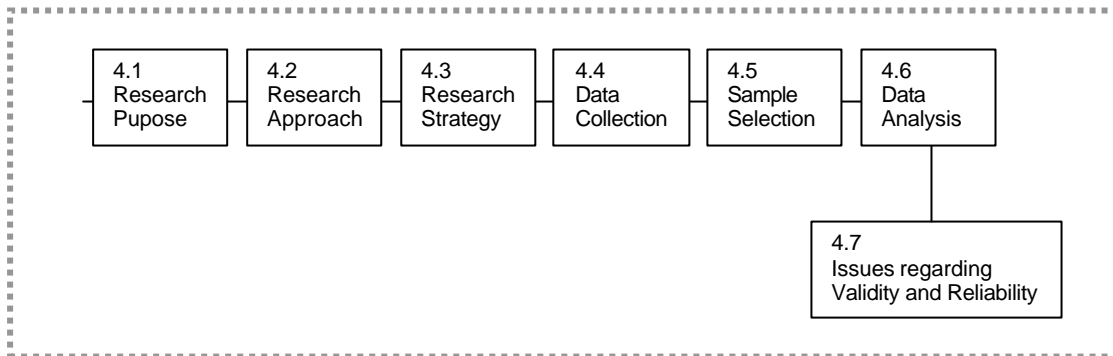 4.1
Research
Pupose
4.2
Research
Approach
4.3
Research
Strategy
4.4
Data
Collection
4.5
Sample
Selection
4.6
Data
Analysis
4.7
Issues regarding
Validity and Reliability